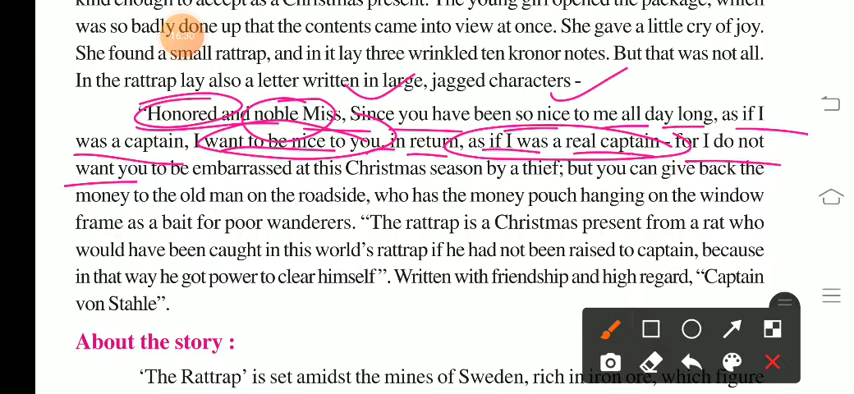 kind enough to accept as a Christmas present. The young girl opened the package, which
was so badly done up that the contents came into view at once. She gave a little cry of joy.
She found a small rattrap, and in it lay three wrinkled ten kronor notes. But that was not all.
In the rattrap lay also a letter written in large, jagged characters -
"Honored and noble Miss, Since you have been so nice to me all day long, as if I
was a captain, I want to be nice to you, in return, as if I was a real captain - for I do not
want you to be embarrassed at this Christmas season by a thief; but you can give back the
money to the old man on the roadside, who has the money pouch hanging on the window
frame as a bait for poor wanderers. “The rattrap is a Christmas present from a rat who
would have been caught in this world’s rattrap if he had not been raised to captain, because
in that way he got power to clear himself”. Written with friendship and high regard, “Captain
von Stahle”.
About the story :
‘The Rattrap’ is set amidst the mines of Sweden, rich in iron ore, which figure